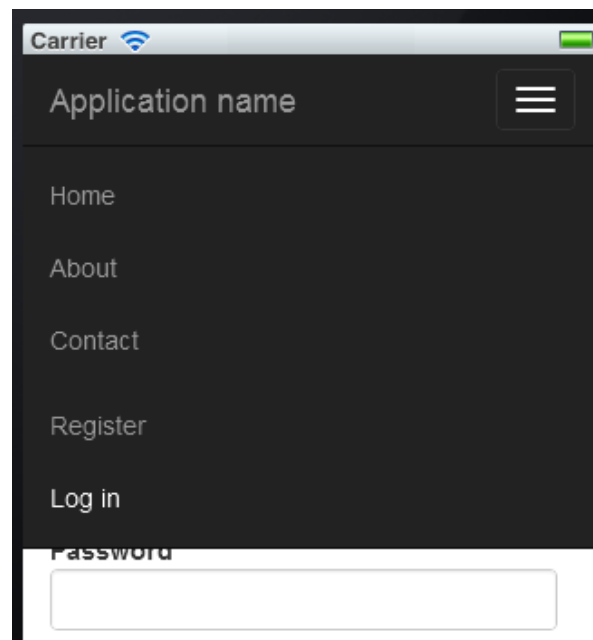 Carrier
Application name
Home
About
Contact
Register
Log in
Password